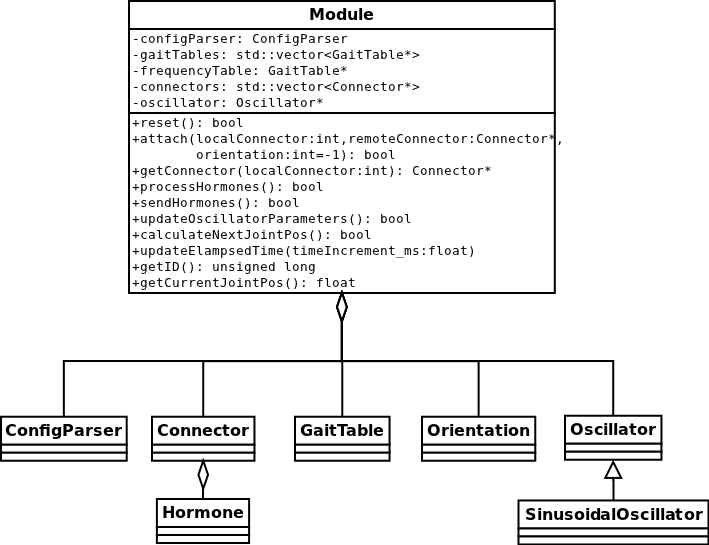 Module
-configParser: ConfigParser
-gaitTables: std::vector<GaitTable*>
-frequencyTable: GaitTable*
-connectors: std::vector<Connector*>
-oscillator: Oscillator*
+reset(): bool
+attach(localConnector:int,remoteConnector:Connector*,
orientation:int=-1): bool
+getConnector(localConnector:int): Connector*
+processHormones(): bool
+sendHormones(): bool
+updateOscillatorParameters(): bool
+calculateNextJointPos(): bool
+updateElampsedTime(timeIncrement_ms:float)
+getID(): unsigned long
+getCurrentJointPos(): float
ConfigParser
Connector
GaitTable
Orientation
Oscillator
Hormone
SinusoidalOscillator